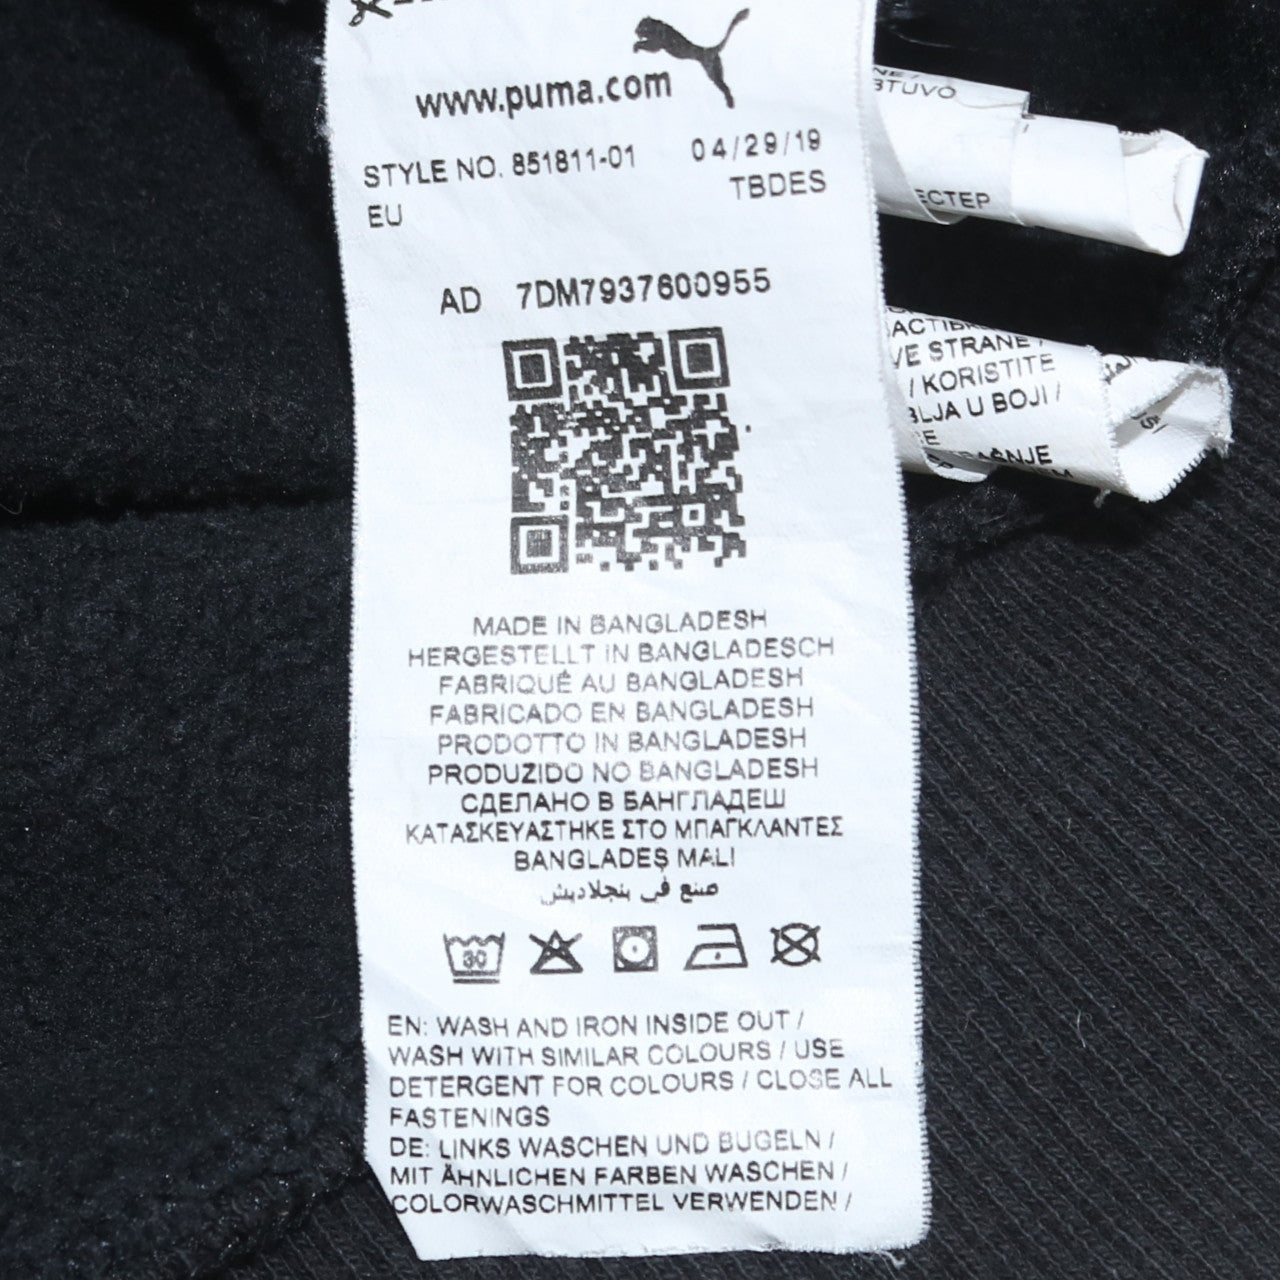 www.puma.com
STYLE NO. 851811-01 04/29/19
EU TBDES
AD 7DM7937600955
MADE IN BANGLADESH
HERGESTELLT IN BANGLADESCH
FABRIQUÉ AU BANGLADESH
FABRICADO EN BANGLADESH
PRODOTTO IN BANGLADESH
PRODUZIDO NO BANGLADESH
СДЕЛАНО В БАНГЛАДЕШ
ΚΑΤΑΣΚΕΥΑΣΤΗΚΕ ΣΤΟ ΜΠΑΓΚΛΑΝΤΕΣ
BANGLADEŞ MALI
صنع في بنجلاديش
30
EN: WASH AND IRON INSIDE OUT /
WASH WITH SIMILAR COLOURS / USE
DETERGENT FOR COLOURS / CLOSE ALL
FASTENINGS
DE: LINKS WASCHEN UND BUGELN /
MIT ÄHNLICHEN FARBEN WASCHEN /
COLORWASCHMITTEL VERWENDEN /
STRANE /
/ KORISTITE
U BOJI /